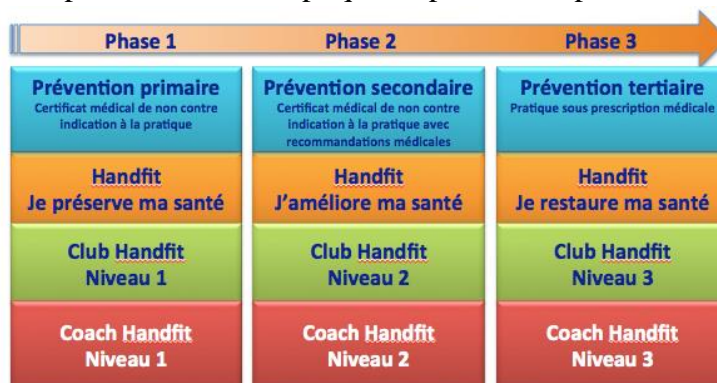 Phase 1
Phase 2
Phase 3
Prévention primaire
Certificat médical de non contre
indication à la pratique
Prévention secondaire
Certificat médical de non contre
indication à la pratique avec
recommandations médicales
Prévention tertiaire
Pratique sous prescription médicale
Handfit
Je préserve ma santé
Handfit
J'améliore ma santé
Handfit
Je restaure ma santé
Club Handfit
Niveau 1
Club Handfit
Niveau 2
Club Handfit
Niveau 3
Coach Handfit
Niveau 1
Coach Handfit
Niveau 2
Coach Handfit
Niveau 3